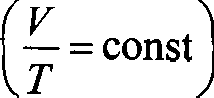 (V/T = const)